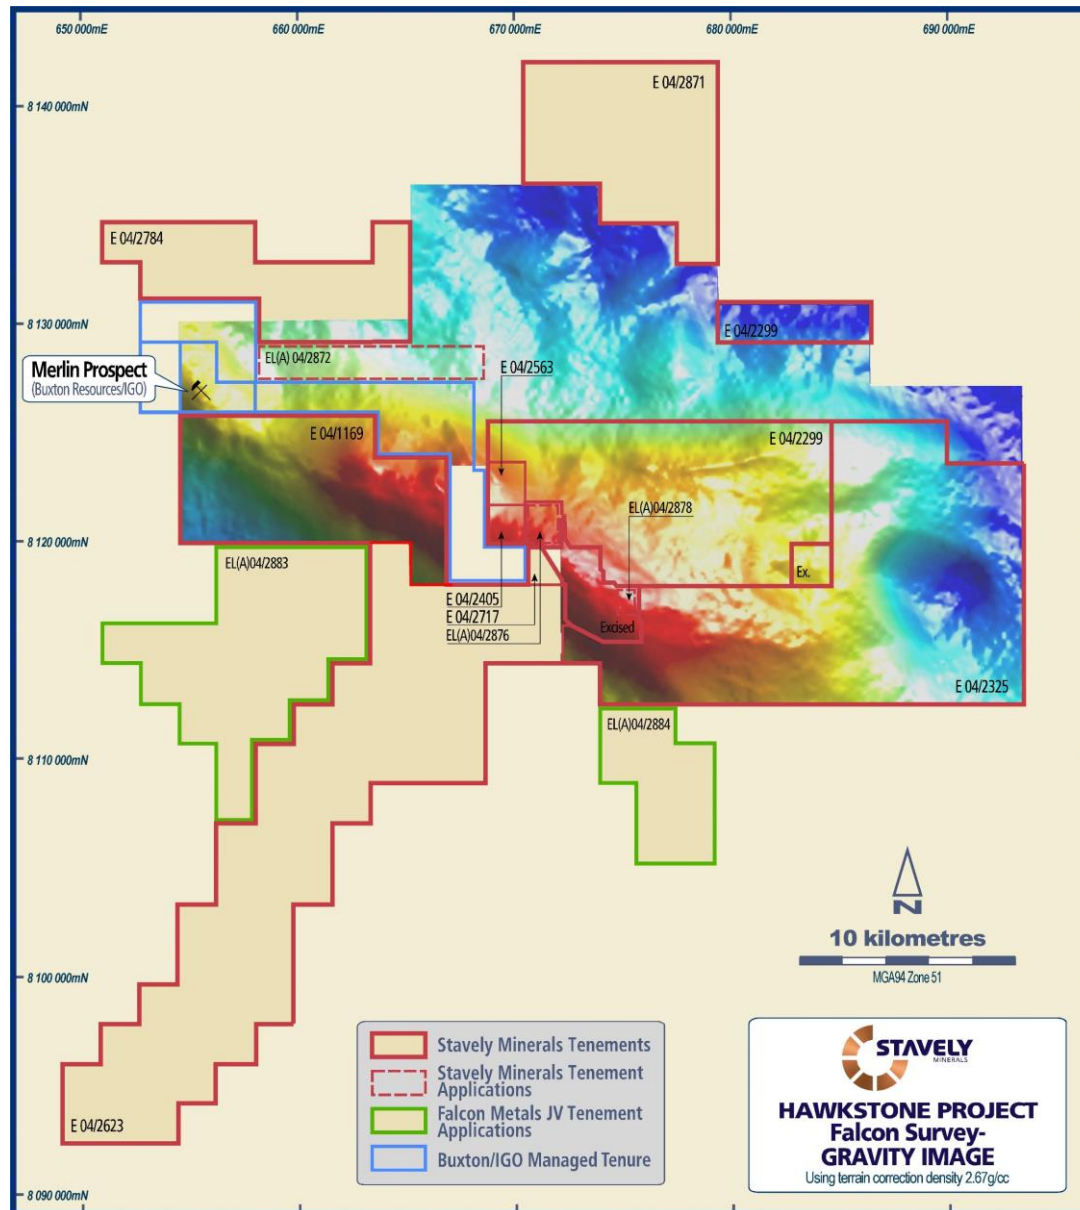 650 000mE
660 000mE
670 000mE
680 000mE
690 000mE
8 140 000mN
8 130 000mN
8 120 000mN
8 110 000mN
8 100 000mN
8 090 000mN
E 04/2871
E 04/2784
E 04/2299
EL(A) 04/2872
Merlin Prospect
(Buxton Resources/IGO)
E 04/2563
E 04/1169
E 04/2299
EL(A)04/2878
EL(A)04/2883
Ex.
E 04/2405
E 04/2717
EL(A)04/2876
Excised
E 04/2325
EL(A)04/2884
E 04/2623
N
10 kilometres
MGA94 Zone 51
Stavely Minerals Tenements
Stavely Minerals Tenement
Applications
Falcon Metals JV Tenement
Applications
Buxton/IGO Managed Tenure
STAVELY
MINERALS
HAWKSTONE PROJECT
Falcon Survey-
GRAVITY IMAGE
Using terrain correction density 2.67g/cc